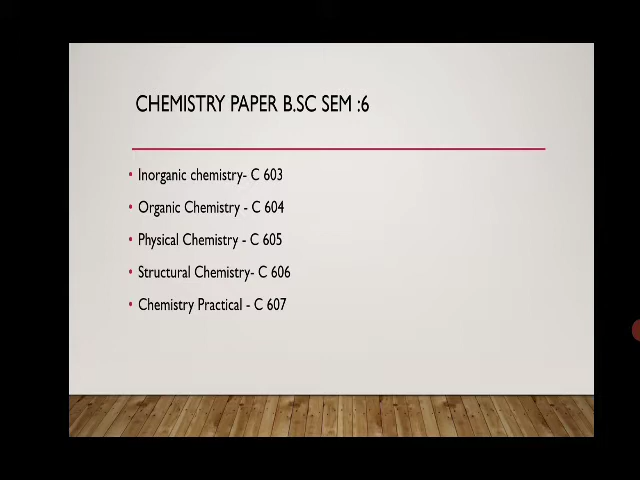 CHEMISTRY PAPER B.SC SEM :6
• Inorganic chemistry- C 603
• Organic Chemistry - C 604
• Physical Chemistry - C 605
• Structural Chemistry- C 606
• Chemistry Practical - C 607